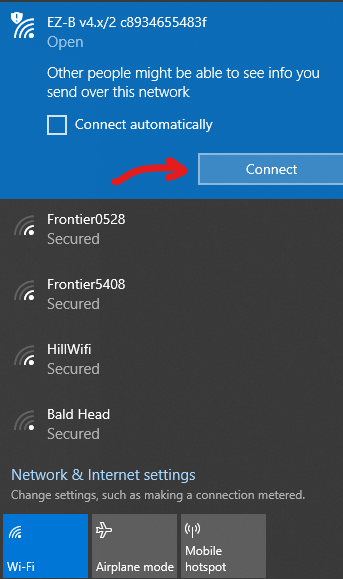 EZ-B v4.x/2 c8934655483f
Open
Other people might be able to see info you
send over this network
Connect automatically
Connect
Frontier0528
Secured
Frontier5408
Secured
HillWifi
Secured
Bald Head
Secured
Network & Internet settings
Change settings, such as making a connection metered.
Wi-Fi
Airplane mode
Mobile
hotspot